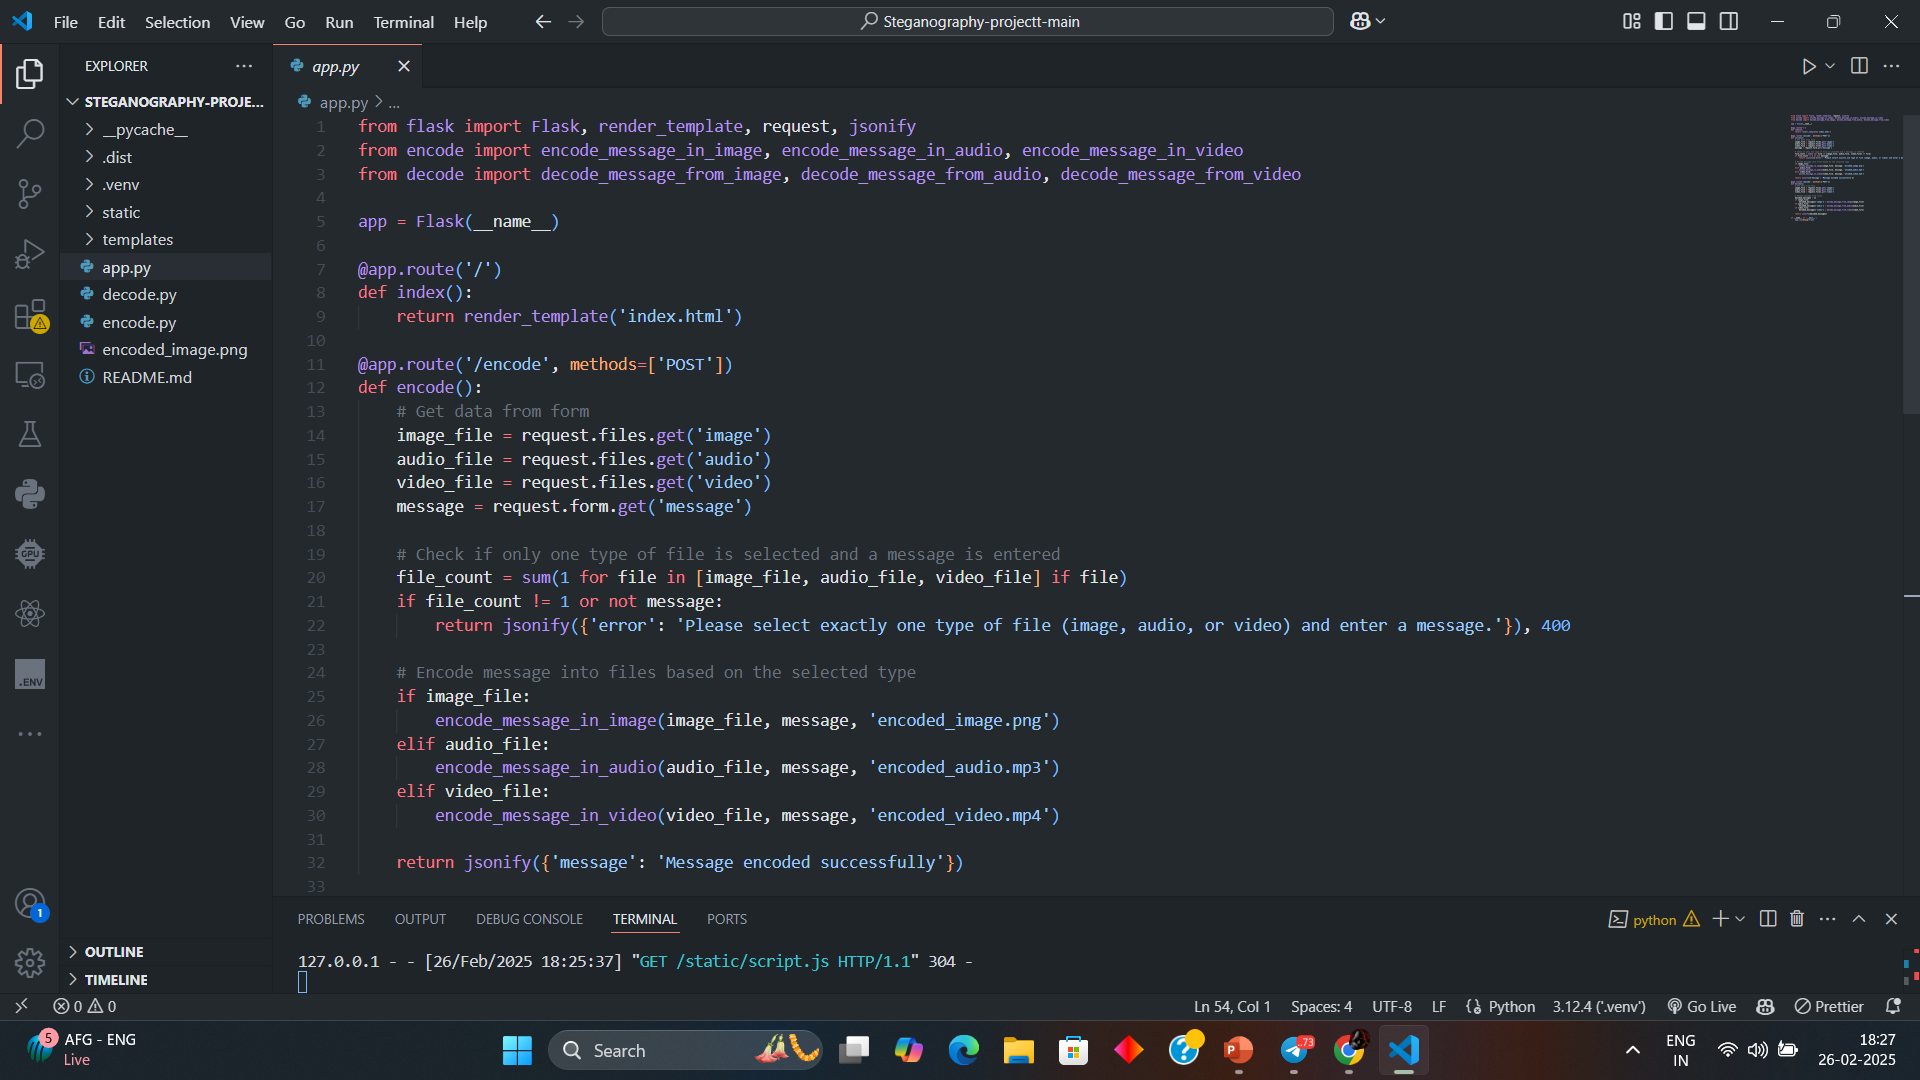 File Edit Selection View Go Run Terminal Help
Steganography-projectt-main
EXPLORER
STEGANOGRAPHY-PROJE...
__pycache__
.dist
.venv
static
templates
app.py
decode.py
encode.py
encoded_image.png
README.md
OUTLINE
TIMELINE
GPU
.ENV
1
app.py
app.py > ...
1 from flask import Flask, render_template, request, jsonify
2 from encode import encode_message_in_image, encode_message_in_audio, encode_message_in_video
3 from decode import decode_message_from_image, decode_message_from_audio, decode_message_from_video
4
5 app = Flask(__name__)
6
7 @app.route('/')
8 def index():
9     return render_template('index.html')
10
11 @app.route('/encode', methods=['POST'])
12 def encode():
13     # Get data from form
14     image_file = request.files.get('image')
15     audio_file = request.files.get('audio')
16     video_file = request.files.get('video')
17     message = request.form.get('message')
18
19     # Check if only one type of file is selected and a message is entered
20     file_count = sum(1 for file in [image_file, audio_file, video_file] if file)
21     if file_count != 1 or not message:
22         return jsonify({'error': 'Please select exactly one type of file (image, audio, or video) and enter a message.'}), 400
23
24     # Encode message into files based on the selected type
25     if image_file:
26         encode_message_in_image(image_file, message, 'encoded_image.png')
27     elif audio_file:
28         encode_message_in_audio(audio_file, message, 'encoded_audio.mp3')
29     elif video_file:
30         encode_message_in_video(video_file, message, 'encoded_video.mp4')
31
32     return jsonify({'message': 'Message encoded successfully'})
33
PROBLEMS OUTPUT DEBUG CONSOLE TERMINAL PORTS
python
127.0.0.1 - - [26/Feb/2025 18:25:37] "GET /static/script.js HTTP/1.1" 304 -
0 0
Ln 54, Col 1 Spaces: 4 UTF-8 LF {} Python 3.12.4 ('.venv') Go Live Prettier
5 AFG - ENG
Live
Search
73
ENG
IN
18:27
26-02-2025